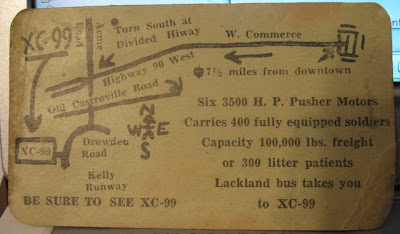 XC-99
Acme
Road
Turn South at
Divided Hiway
W. Commerce
Highway 90 West
7½ miles from downtown
Old Castroville Road
N
W E
S
XC-99
Drowden
Road
Kelly
Runway
BE SURE TO SEE XC-99
Six 3500 H. P. Pusher Motors
Carries 400 fully equipped soldiers
Capacity 100,000 lbs. freight
or 300 litter patients
Lackland bus takes you
to XC-99